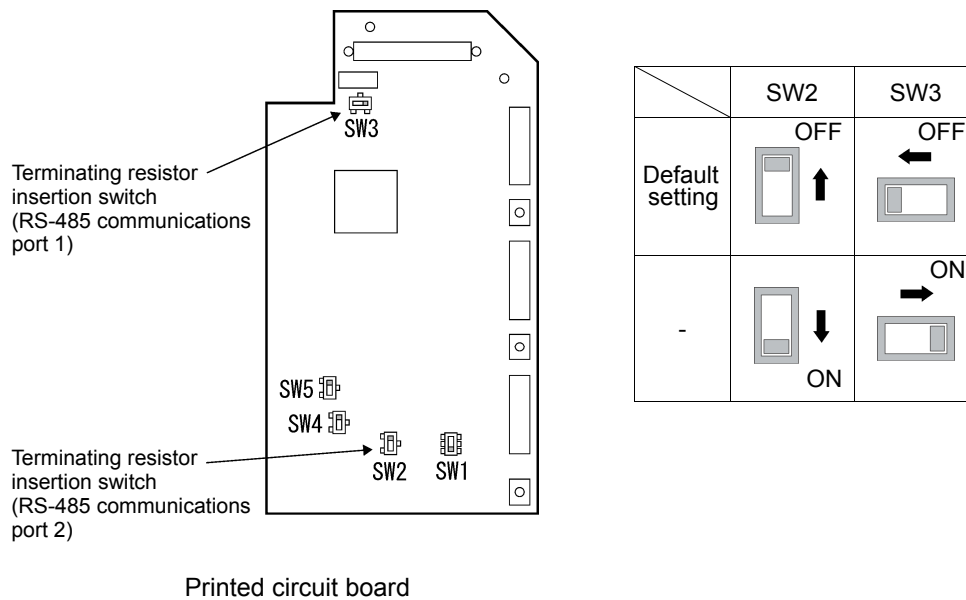 SW3
Terminating resistor
insertion switch
(RS-485 communications
port 1)
SW5
SW4
SW2
SW1
Terminating resistor
insertion switch
(RS-485 communications
port 2)
Printed circuit board
SW2
SW3
Default
setting
OFF
OFF
-
ON
ON